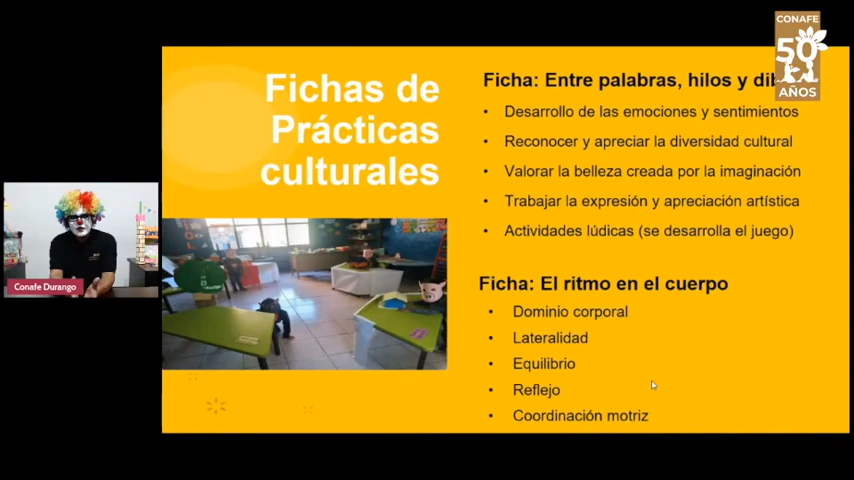 CONAFE
50
AÑOS
Fichas de
Prácticas
culturales
Ficha: Entre palabras, hilos y
Desarrollo de las emociones y sentimientos
Reconocer y apreciar la diversidad cultural
Valorar la belleza creada por la imaginación
Trabajar la expresión y apreciación artística
Actividades lúdicas (se desarrolla el juego)
Ficha: El ritmo en el cuerpo
Dominio corporal
Lateralidad
Equilibrio
Reflejo
Coordinación motriz
Conafe Durango